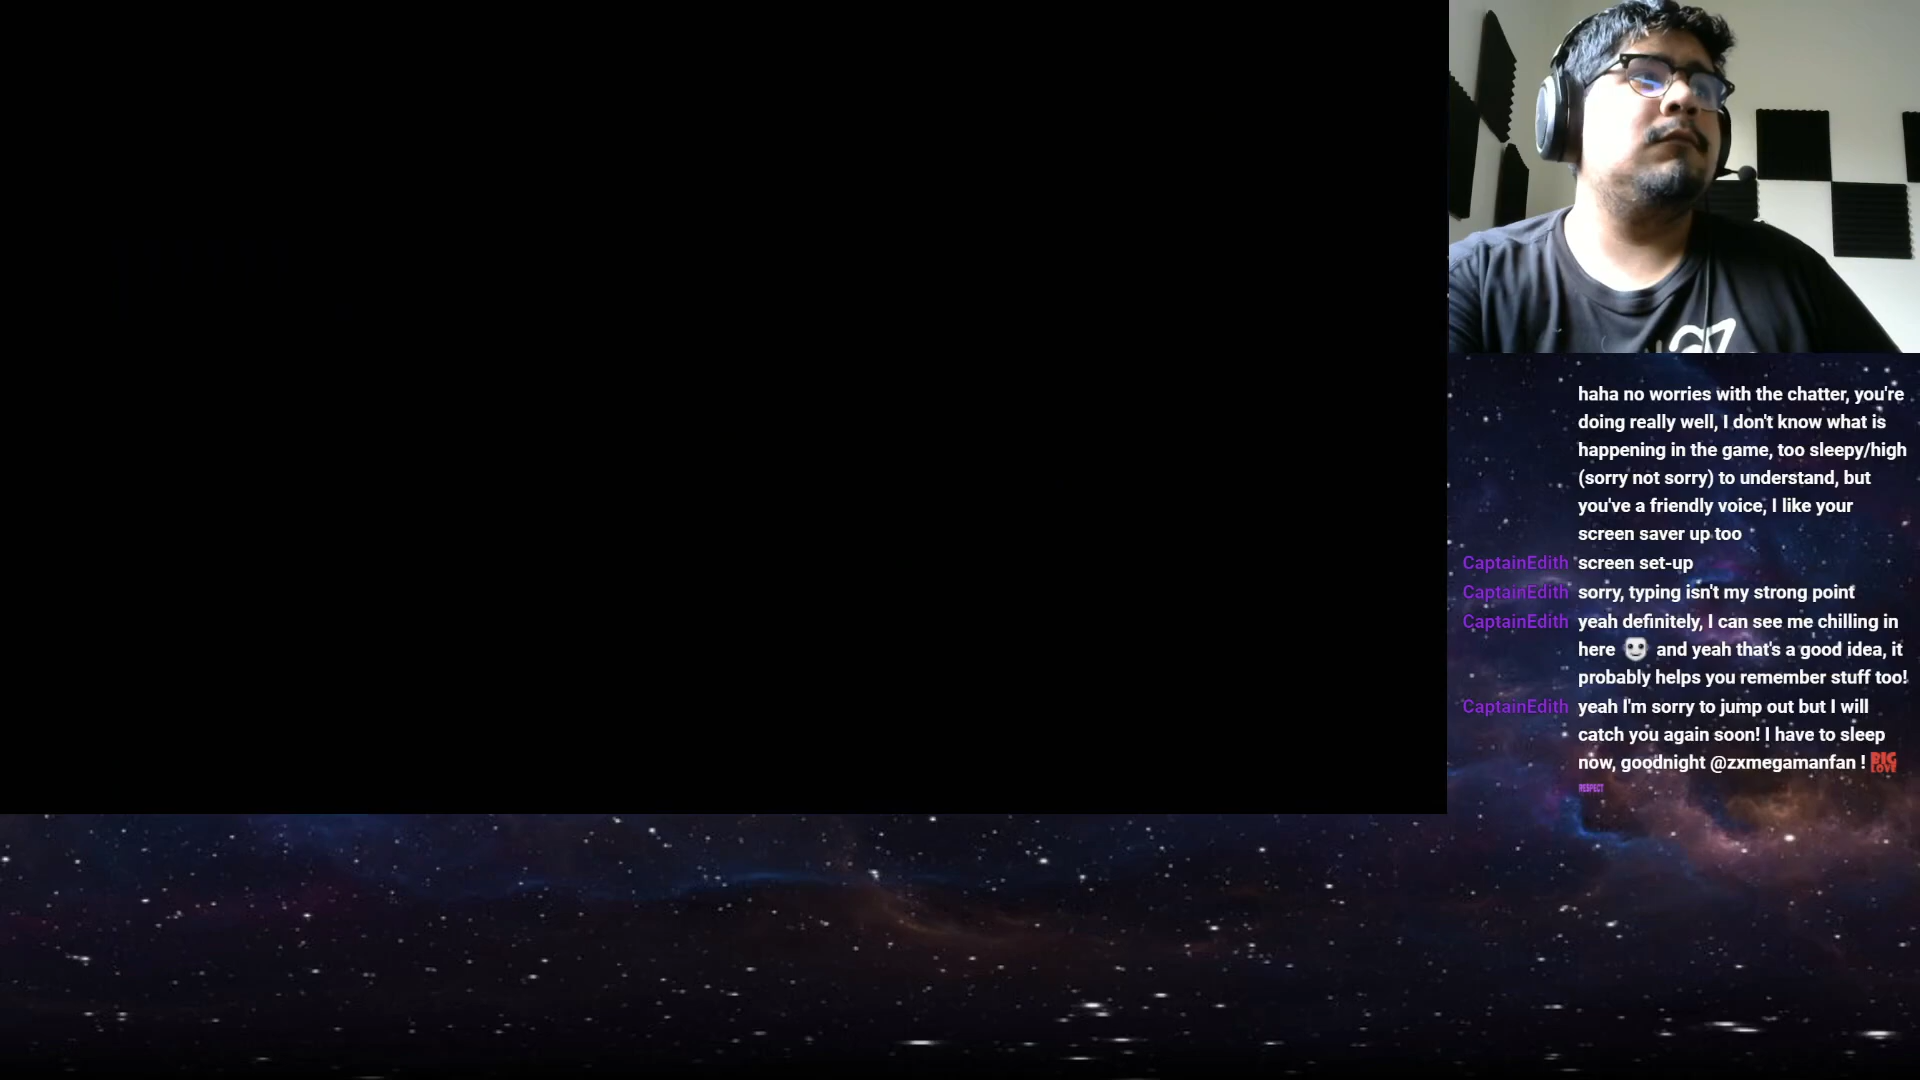 haha no worries with the chatter, you're
doing really well, I don't know what is
happening in the game, too sleepy/high
(sorry not sorry) to understand, but
you've a friendly voice, I like your
screen saver up too
CaptainEdith screen set-up
CaptainEdith sorry, typing isn't my strong point
CaptainEdith yeah definitely, I can see me chilling in
here and yeah that's a good idea, it
probably helps you remember stuff too!
CaptainEdith yeah I'm sorry to jump out but I will
catch you again soon! I have to sleep
now, goodnight @zxmegamanfan ! BIG LOVE
RESPECT